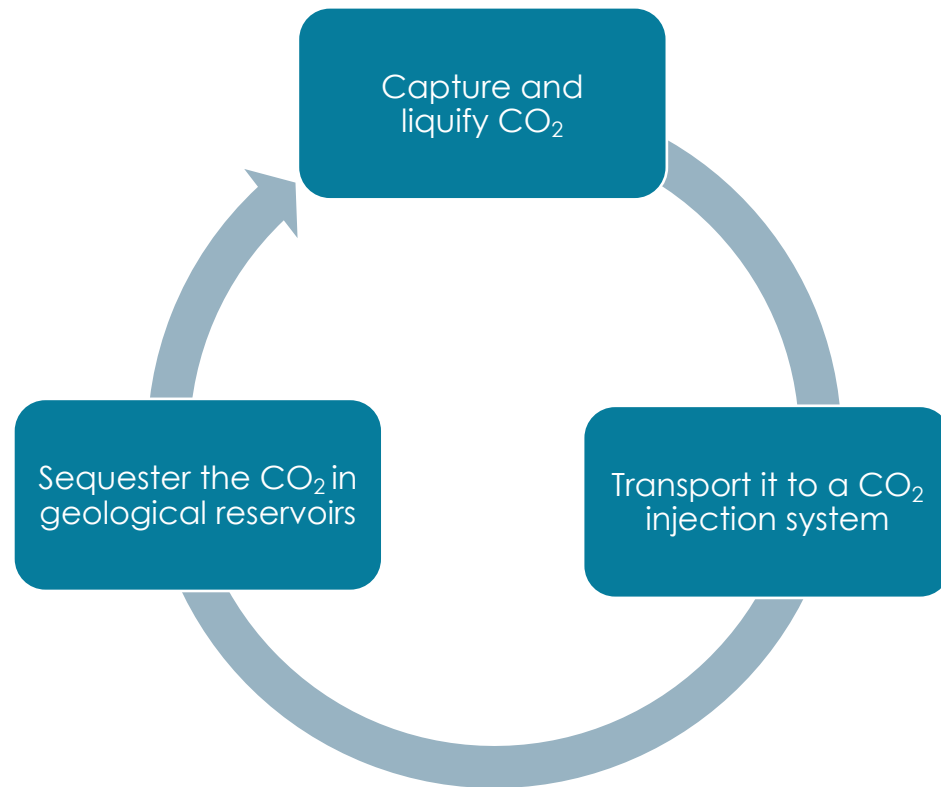 Capture and
liquify CO₂
Transport it to a CO₂
injection system
Sequester the CO₂ in
geological reservoirs